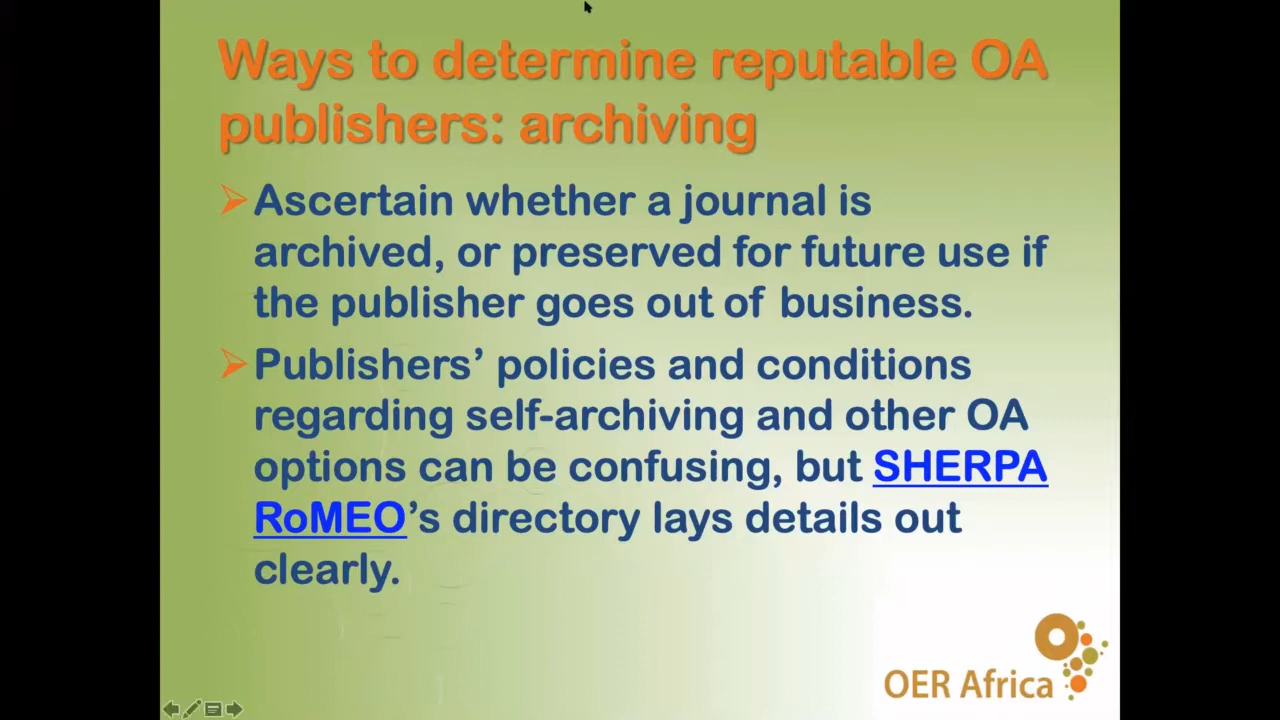 Ways to determine reputable OA
publishers: archiving
Ascertain whether a journal is
archived, or preserved for future use if
the publisher goes out of business.
Publishers’ policies and conditions
regarding self-archiving and other OA
options can be confusing, but SHERPA
RoMEO’s directory lays details out
clearly.
OER Africa